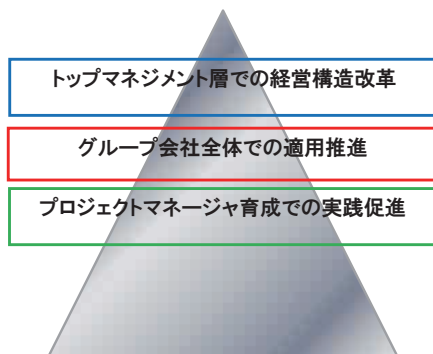 トップマネジメント層での経営構造改革
グループ会社全体での適用推進
プロジェクトマネージャ育成での実践促進